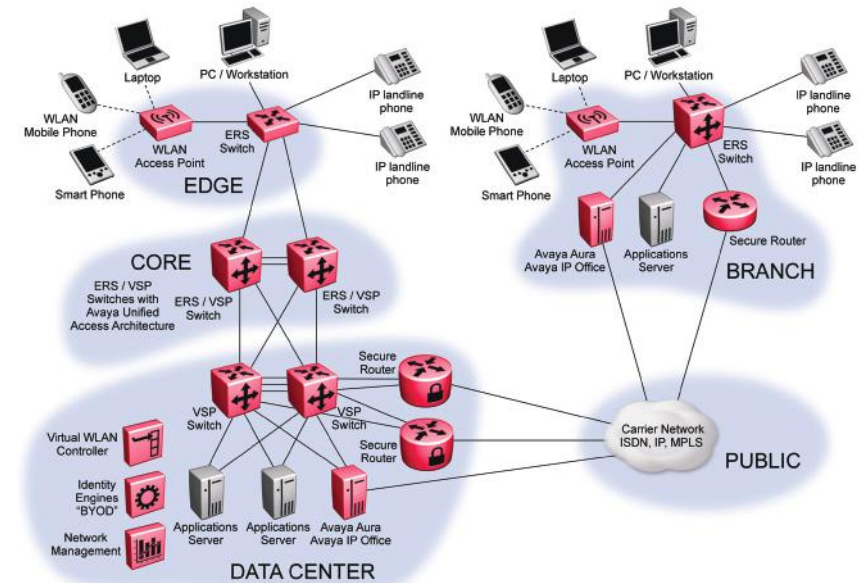 Laptop
PC / Workstation
IP landline
phone
WLAN
Mobile Phone
WLAN
Access Point
ERS
Switch
IP landline
phone
Smart Phone
EDGE
Laptop
PC / Workstation
IP landline
phone
WLAN
Mobile Phone
WLAN
Access Point
ERS
Switch
IP landline
phone
Smart Phone
Avaya Aura
Avaya IP Office
Applications
Server
Secure Router
BRANCH
CORE
ERS / VSP
Switches with
Avaya Unified
Access Architecture
ERS / VSP
Switch
ERS / VSP
Switch
Secure
Router
VSP
Switch
VSP
Switch
Secure
Router
Virtual WLAN
Controller
Identity
Engines
"BYOD"
Network
Management
Applications
Server
Applications
Server
Avaya Aura
Avaya IP Office
DATA CENTER
Carrier Network
ISDN, IP, MPLS
PUBLIC